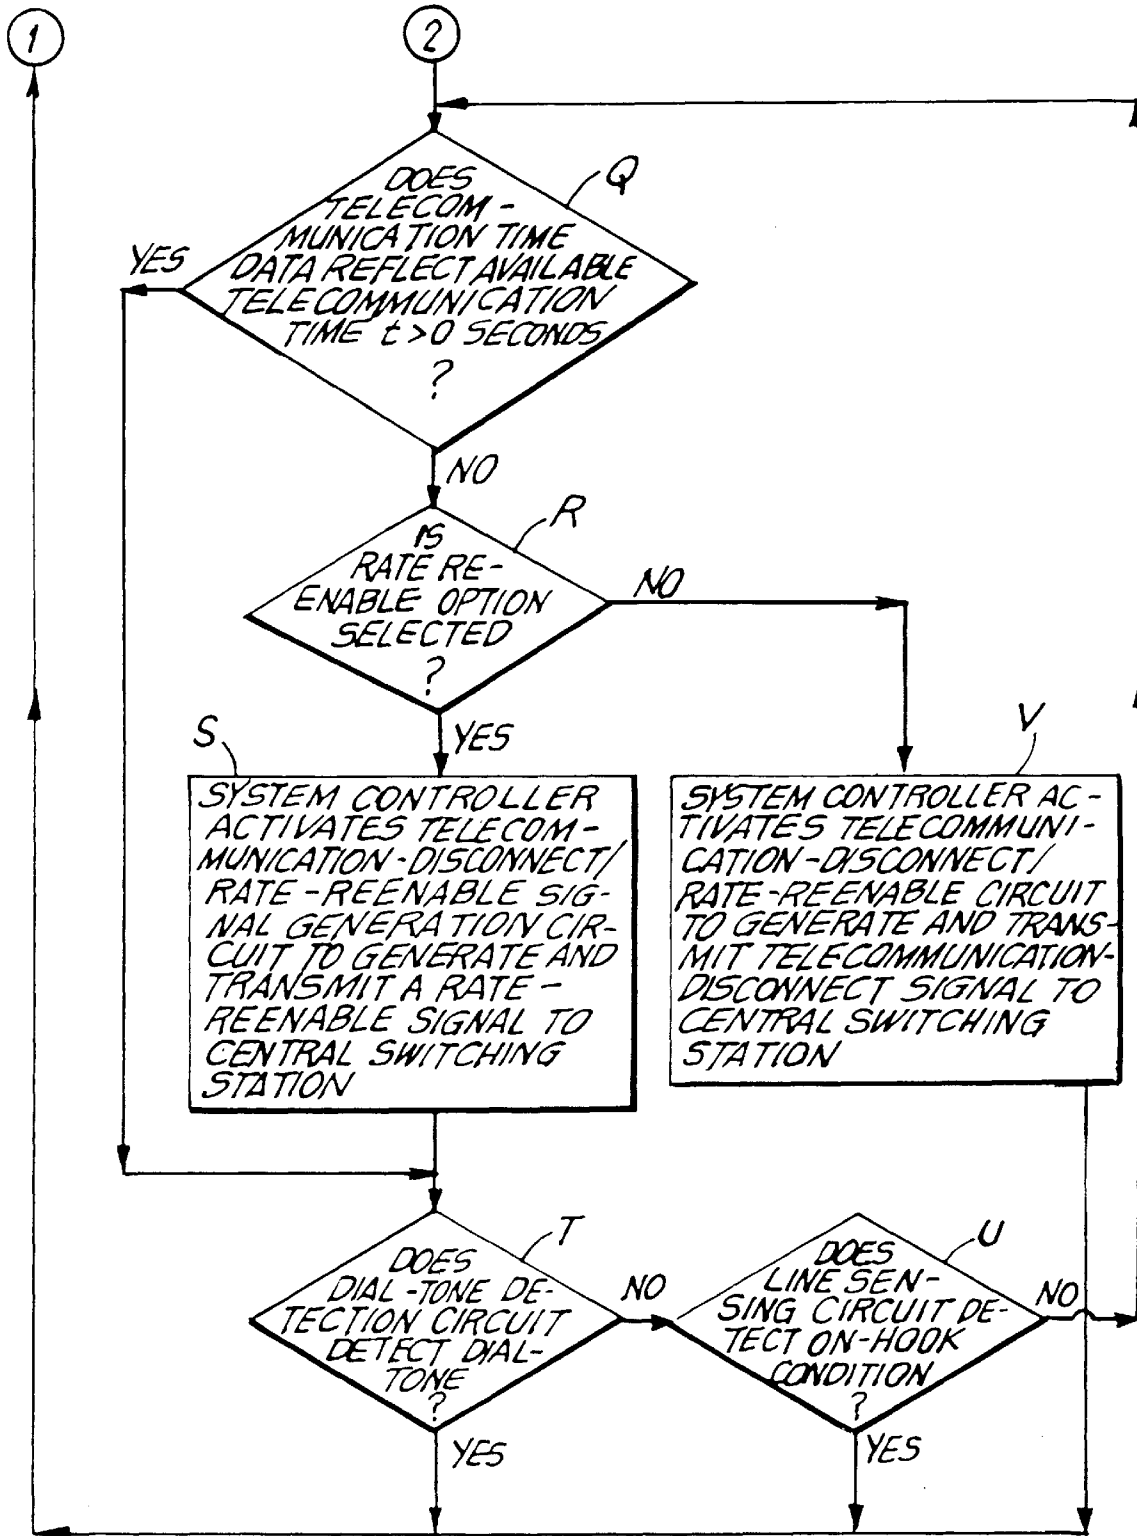 1
2
Q
DOES
TELECOM-
MUNICATION TIME
DATA REFLECT AVAILABLE
TELECOMMUNICATION
TIME t>0 SECONDS
?
YES
NO
R
IS
RATE RE-
ENABLE OPTION
SELECTED
?
NO
YES
S
SYSTEM CONTROLLER
ACTIVATES TELECOM-
MUNICATION-DISCONNECT/
RATE-REENABLE SIG-
NAL GENERATION CIR-
CUIT TO GENERATE AND
TRANSMIT A RATE-
REENABLE SIGNAL TO
CENTRAL SWITCHING
STATION
V
SYSTEM CONTROLLER AC-
TIVATES TELECOMMUNI-
CATION-DISCONNECT/
RATE-REENABLE CIRCUIT
TO GENERATE AND TRANS-
MIT TELECOMMUNICATION-
DISCONNECT SIGNAL TO
CENTRAL SWITCHING
STATION
T
DOES
DIAL-TONE DE-
TECTION CIRCUIT
DETECT DIAL-
TONE
?
NO
YES
U
DOES
LINE SEN-
SING CIRCUIT DE-
TECT ON-HOOK
CONDITION
?
NO
YES